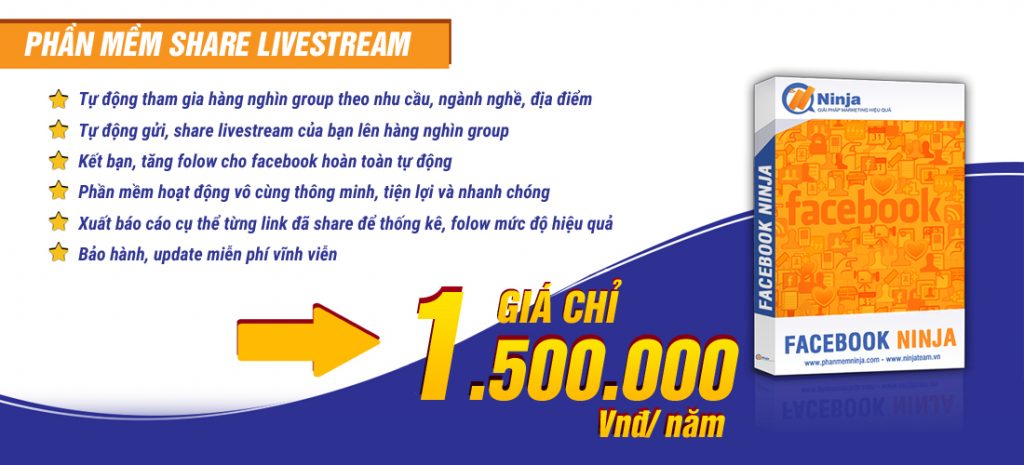 PHẦN MỀM SHARE LIVESTREAM
Tự động tham gia hàng nghìn group theo nhu cầu, ngành nghề, địa điểm
Tự động gửi, share livestream của bạn lên hàng nghìn group
Kết bạn, tăng folow cho facebook hoàn toàn tự động
Phần mềm hoạt động vô cùng thông minh, tiện lợi và nhanh chóng
Xuất báo cáo cụ thể từng link đã share để thống kê, folow mức độ hiệu quả
Bảo hành, update miễn phí vĩnh viễn
GIÁ CHỈ
1.500.000
Vnđ/ năm
Ninja
GIẢI PHÁP MARKETING HIỆU QUẢ
facebook
FACEBOOK NINJA
FACEBOOK NINJA
www.phanmemninja.com - www.ninjateam.vn